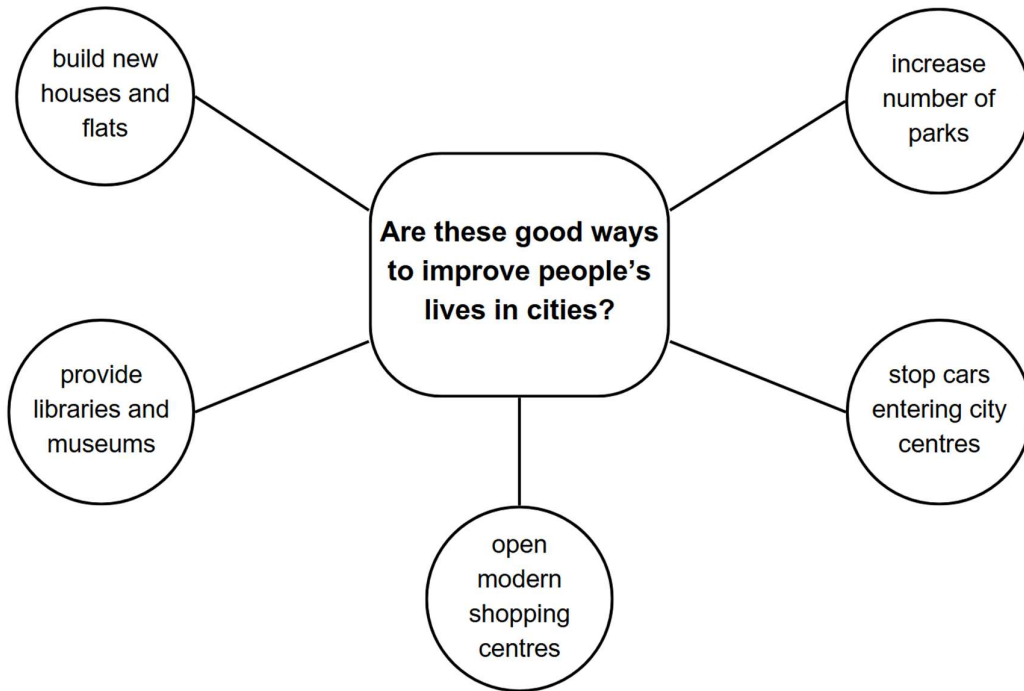 build new
houses and
flats
increase
number of
parks
Are these good ways
to improve people’s
lives in cities?
provide
libraries and
museums
stop cars
entering city
centres
open
modern
shopping
centres